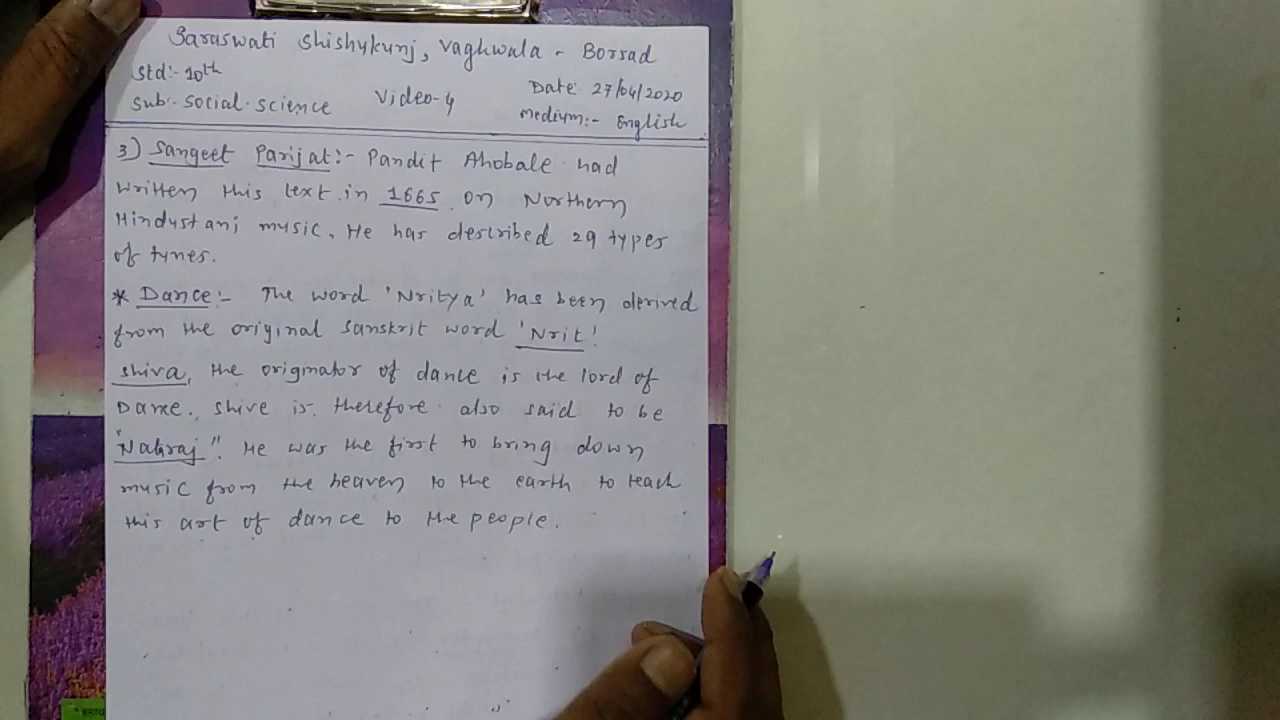 Saraswati Shishukunj, Vaghwala - Borsad
Std:- 10th
Date: 27/04/2020
Sub:- Social Science
Video-4
Medium:- English
3) Sangeet Parijat:- Pandit Ahobale had
written this text in 1665 on Northern
Hindustani music. He has described 29 types
of tunes.
* Dance:- The word 'Nritya' has been derived
from the original Sanskrit word 'Nrit'.
Shiva, the originator of dance is the lord of
Dance. Shive is therefore also said to be
"Natraj". He was the first to bring down
music from the heaven to the earth to teach
this art of dance to the people.